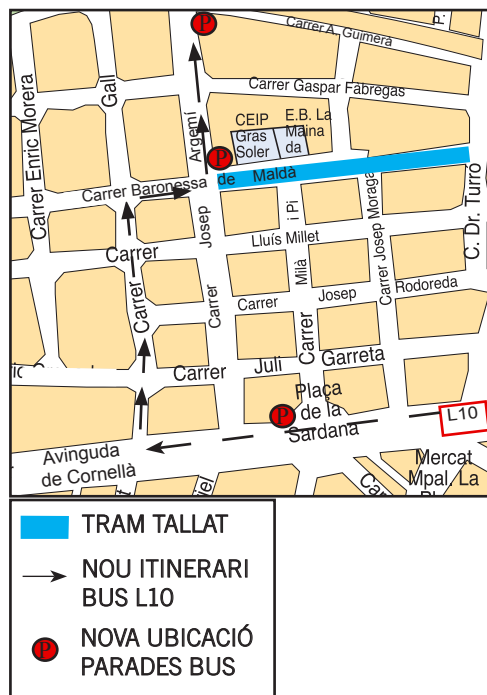 P
Carrer A. Guimerà
P.
Carrer Enric Morera
Gall
Carrer Gaspar Fàbregas
Argemí
CEIP
Gras
Soler
E.B. La
Maina
da
P
Carrer Baronessa de Maldà
Josep
i Pi
Carrer Josep Moragas
C. Dr. Turró
Lluís Millet
Carrer
Milà
Carrer
Carrer
Carrer Josep Rodoreda
Carrer
Carrer Juli Garreta
Plaça
de la
Sardana
P
L10
Avinguda
de Cornellà
Mercat
Mpal. La
TRAM TALLAT
NOU ITINERARI
BUS L10
P
NOVA UBICACIÓ
PARADES BUS